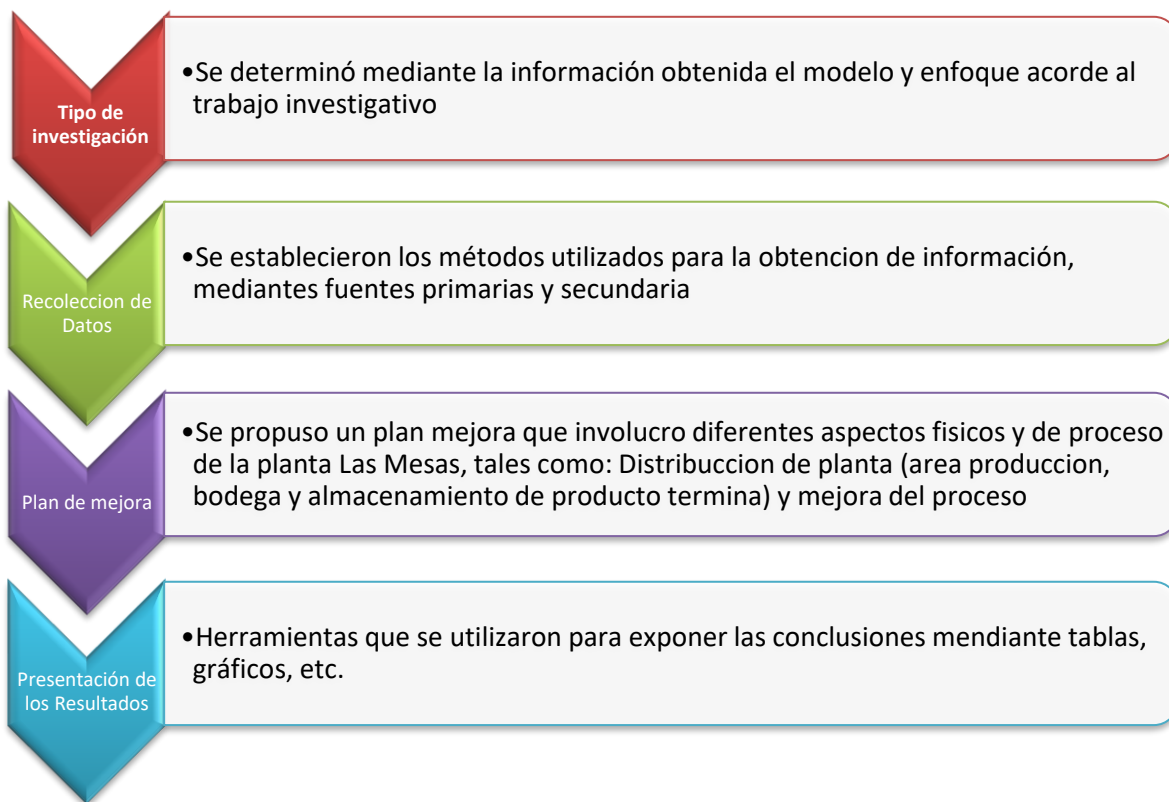 Tipo de
investigación
•Se determinó mediante la información obtenida el modelo y enfoque acorde al
trabajo investigativo
Recoleccion de
Datos
•Se establecieron los métodos utilizados para la obtencion de información,
mediantes fuentes primarias y secundaria
Plan de mejora
•Se propuso un plan mejora que involucro diferentes aspectos fisicos y de proceso
de la planta Las Mesas, tales como: Distribuccion de planta (area produccion,
bodega y almacenamiento de producto termina) y mejora del proceso
Presentación de
los Resultados
•Herramientas que se utilizaron para exponer las conclusiones mendiante tablas,
gráficos, etc.